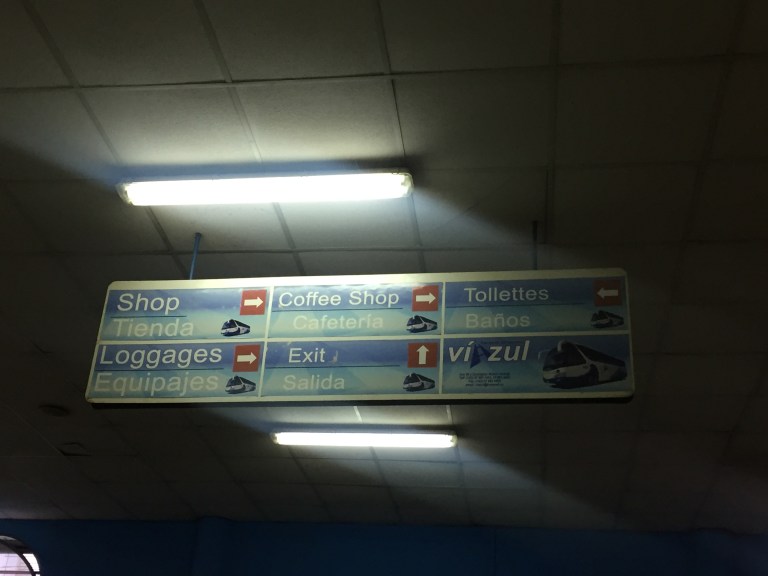 Shop
Tienda
Coffee Shop
Cafetería
Tollettes
Baños
Loggages
Equipajes
Exit
Salida
víAzul